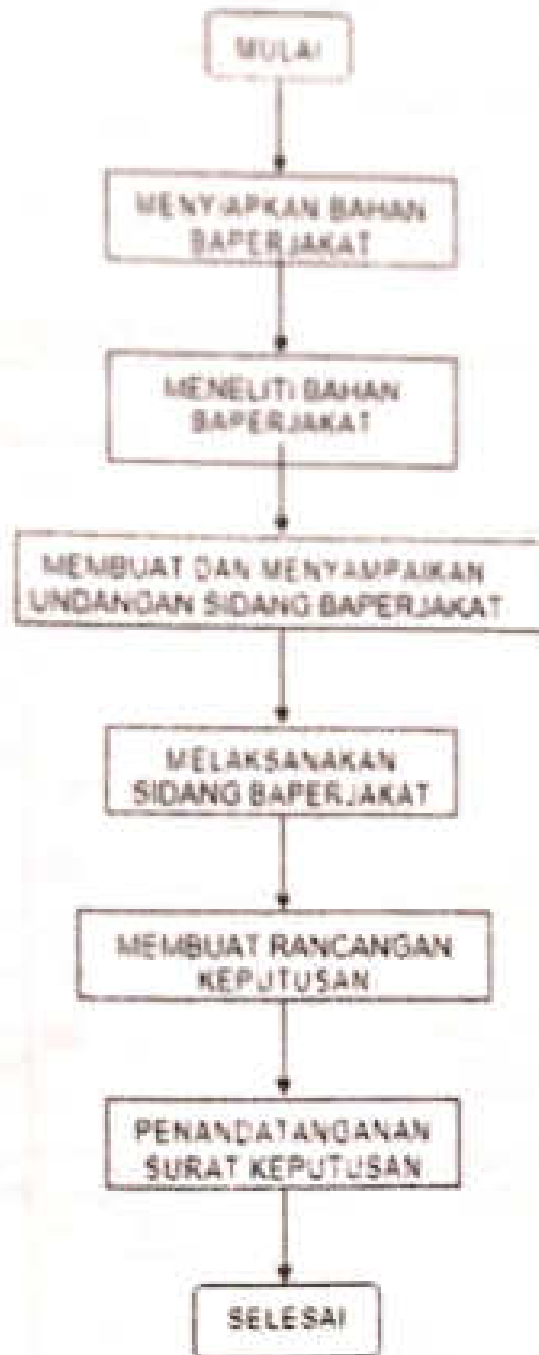 MULAI
MENYIAPKAN BAHAN
BAPERJAKAT
MENELITI BAHAN
BAPERJAKAT
MEMBUAT DAN MENYAMPAIKAN
UNDANGAN SIDANG BAPERJAKAT
MELAKSANAKAN
SIDANG BAPERJAKAT
MEMBUAT RANCANGAN
KEPUTUSAN
PENANDATANGANAN
SURAT KEPUTUSAN
SELESAI